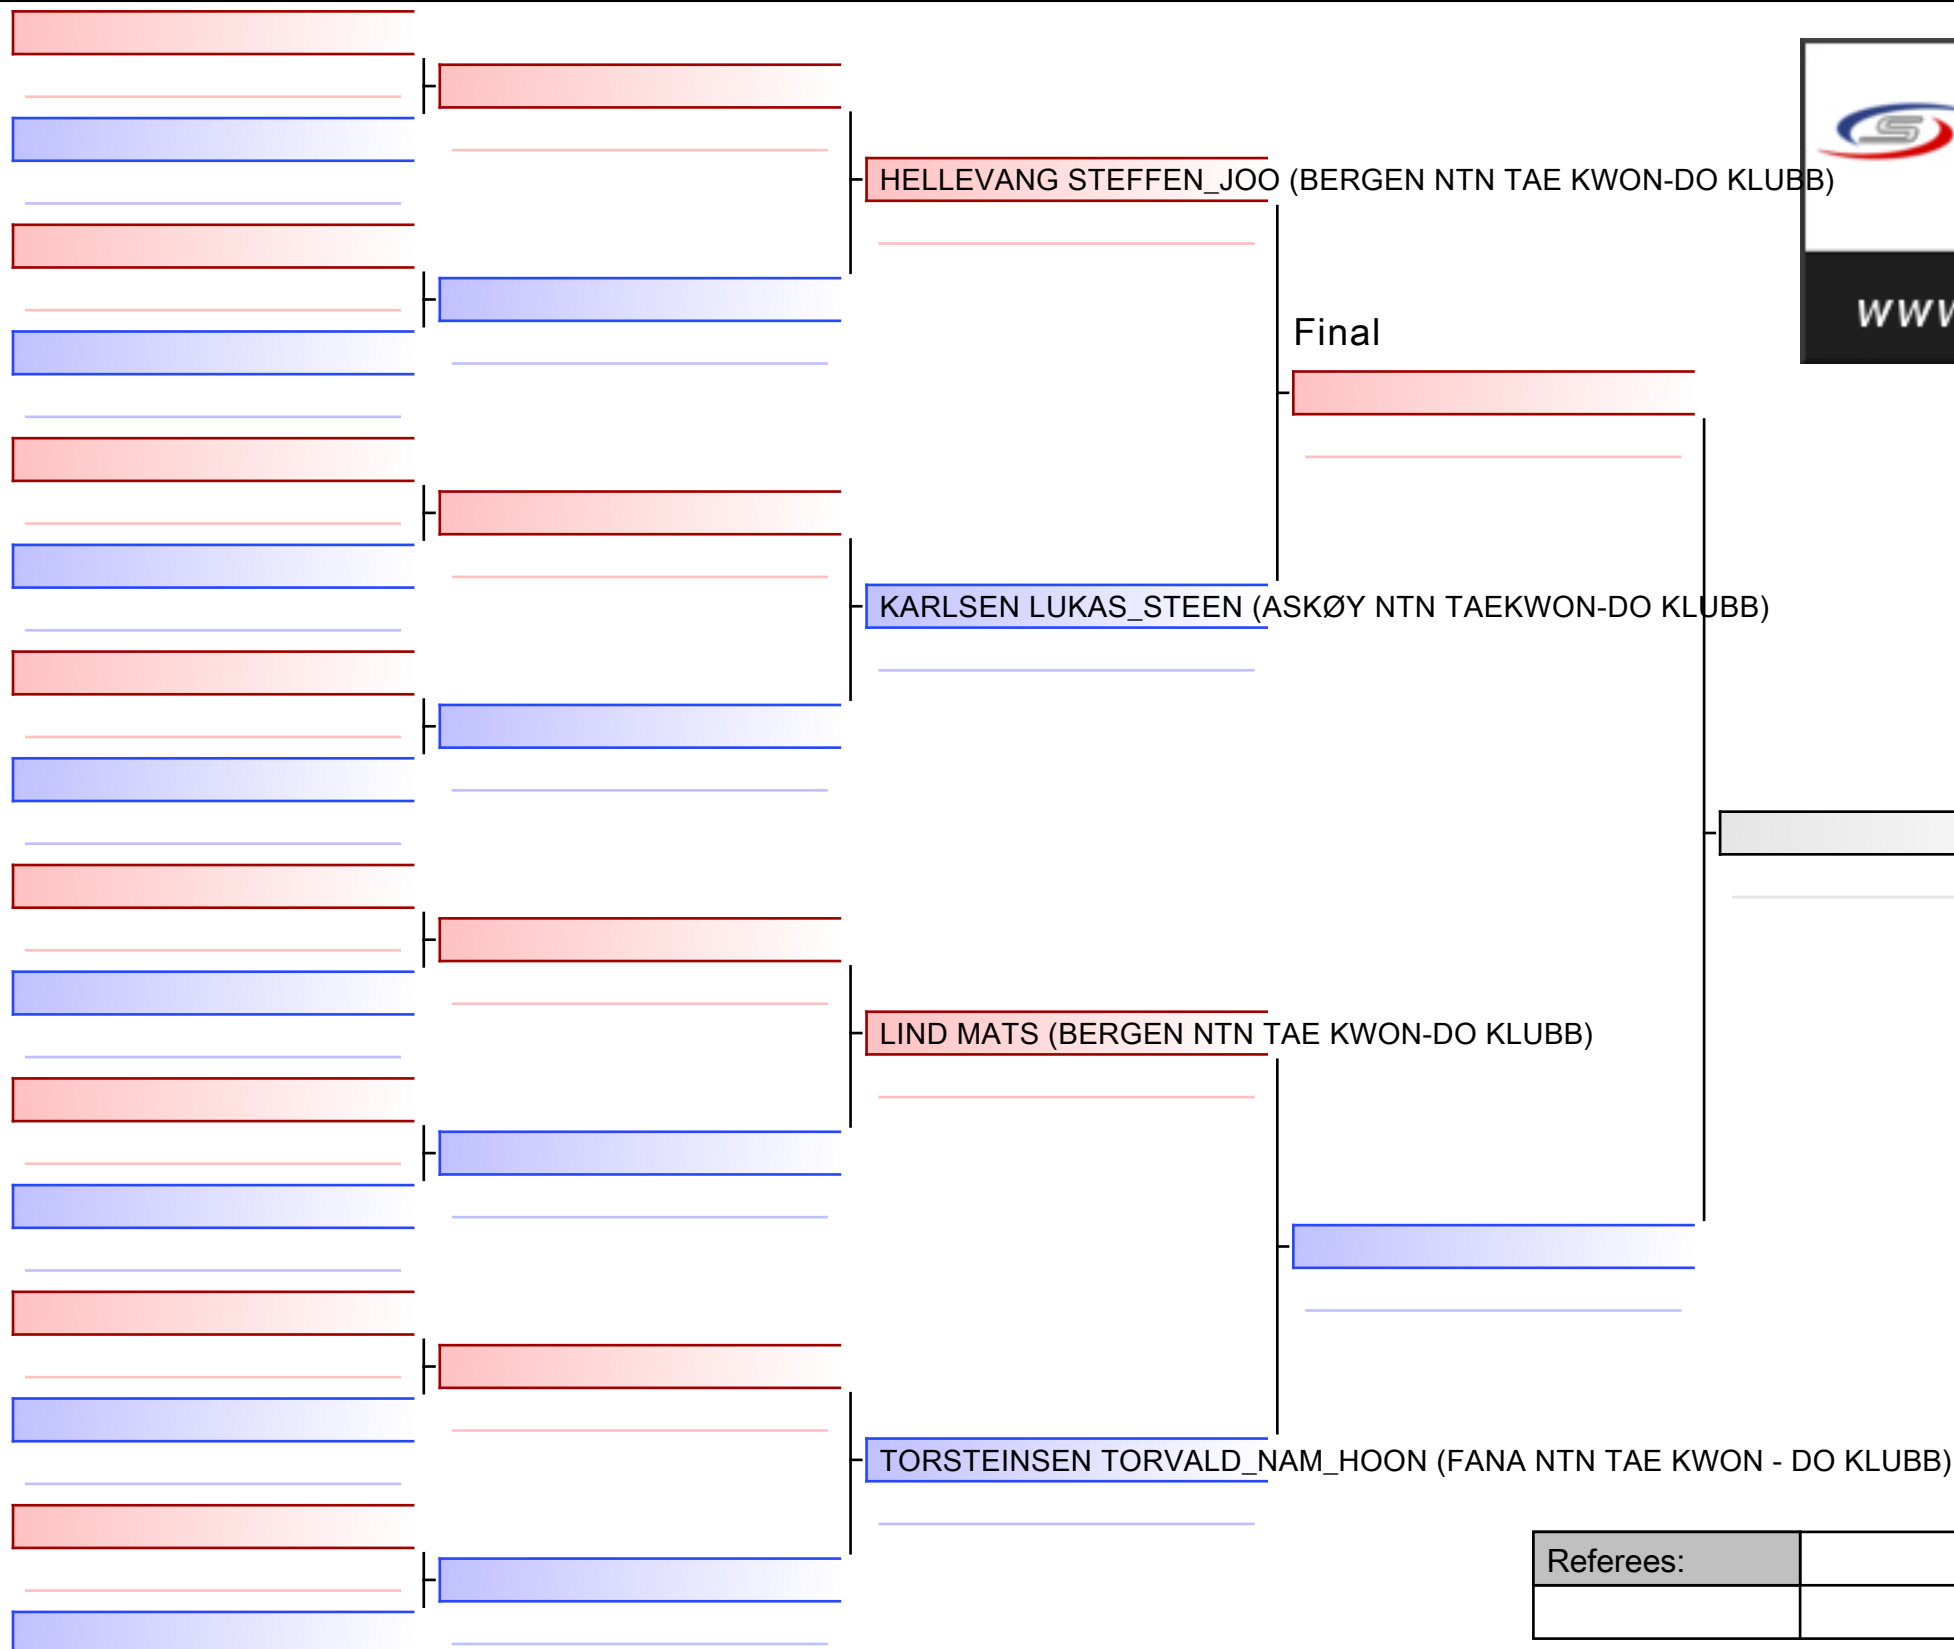 HELLEVANG STEFFEN_JOO (BERGEN NTN TAE KWON-DO KLUBB)
Final
KARLSEN LUKAS_STEEN (ASKØY NTN TAEKWON-DO KLUBB)
LIND MATS (BERGEN NTN TAE KWON-DO KLUBB)
TORSTEINSEN TORVALD_NAM_HOON (FANA NTN TAE KWON - DO KLUBB)
Referees: